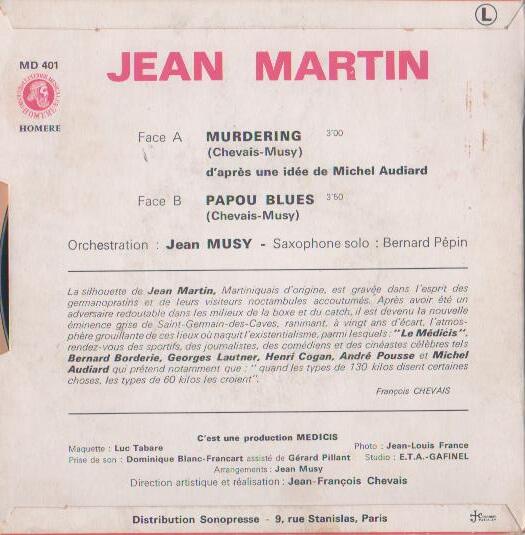 L
MD 401
JEAN MARTIN
HOMERE
HOMERE
Face A MURDERING 3'00
(Chevais-Musy)
d'après une idée de Michel Audiard
Face B PAPOU BLUES 3'50
(Chevais-Musy)
Orchestration : Jean MUSY - Saxophone solo : Bernard Pépin
La silhouette de Jean Martin, Martiniquais d'origine, est gravée dans l'esprit des
germanopratins et de leurs visiteurs noctambules accoutumés. Après avoir été un
adversaire redoutable dans les milieux de la boxe et du catch, il est devenu la nouvelle
éminence grise de Saint-Germain-des-Caves, ranimant, à vingt ans d'écart, l'atmos-
phère grouillante de ces lieux où naquit l'existentialisme, parmi lesquels : "Le Médicis",
rendez-vous des sportifs, des journalistes, des comédiens et des cinéastes célèbres tels
Bernard Borderie, Georges Lautner, Henri Cogan, André Pousse et Michel
Audiard qui prétend notamment que : " quand les types de 130 kilos disent certaines
choses, les types de 60 kilos les croient".
François CHEVAIS
C'est une production MEDICIS
Maquette : Luc Tabare Photo : Jean-Louis France
Prise de son : Dominique Blanc-Francart assisté de Gérard Pillant Studio : E.T.A.-GAFINEL
Arrangements : Jean Musy
Direction artistique et réalisation : Jean-François Chevais
Distribution Sonopresse - 9, rue Stanislas, Paris